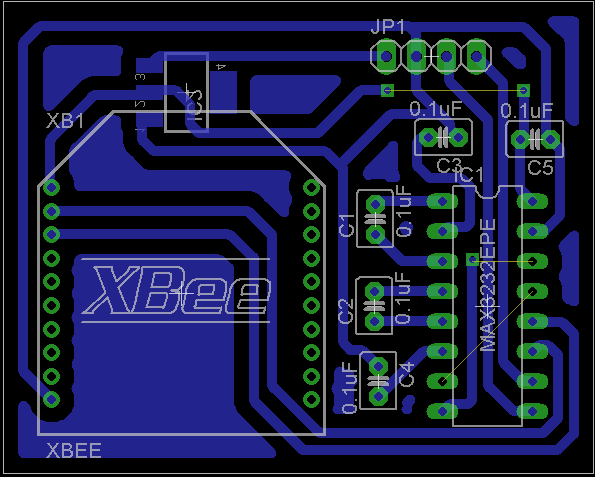 JP1
4
3
2
1
IC3
XB1
0.1uF
0.1uF
C3
C5
IC1
C1
0.1uF
MAX3232EPE
XBee
C2
0.1uF
C4
0.1uF
XBEE